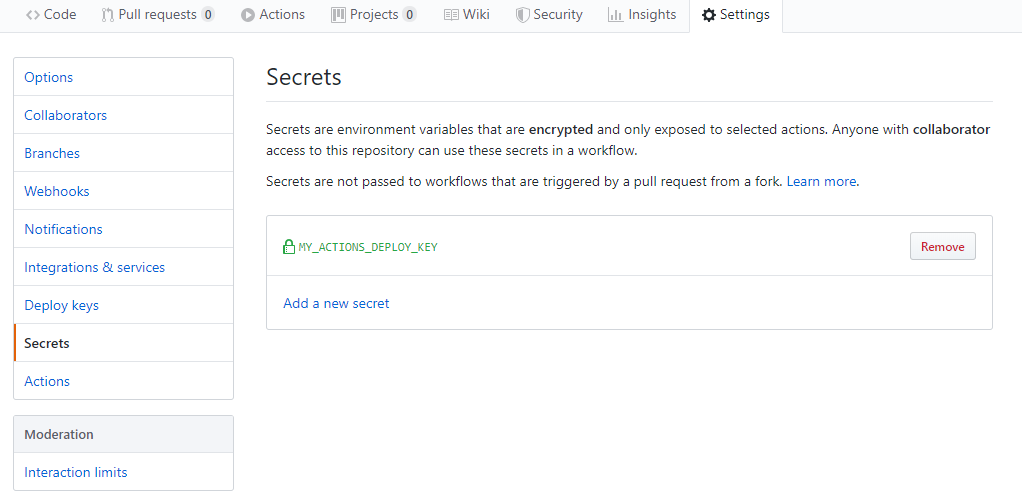 Code Pull requests 0 Actions Projects 0 Wiki Security Insights Settings
Options
Collaborators
Branches
Webhooks
Notifications
Integrations & services
Deploy keys
Secrets
Actions
Moderation
Interaction limits
Secrets
Secrets are environment variables that are encrypted and only exposed to selected actions. Anyone with collaborator
access to this repository can use these secrets in a workflow.
Secrets are not passed to workflows that are triggered by a pull request from a fork. Learn more.
MY_ACTIONS_DEPLOY_KEY Remove
Add a new secret